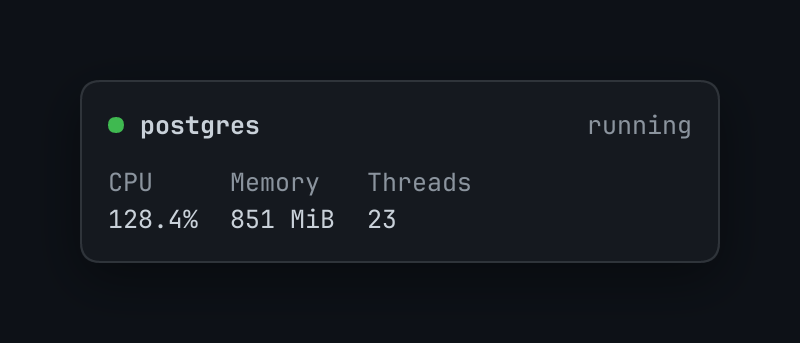 postgres running
CPU Memory Threads
128.4% 851 MiB 23